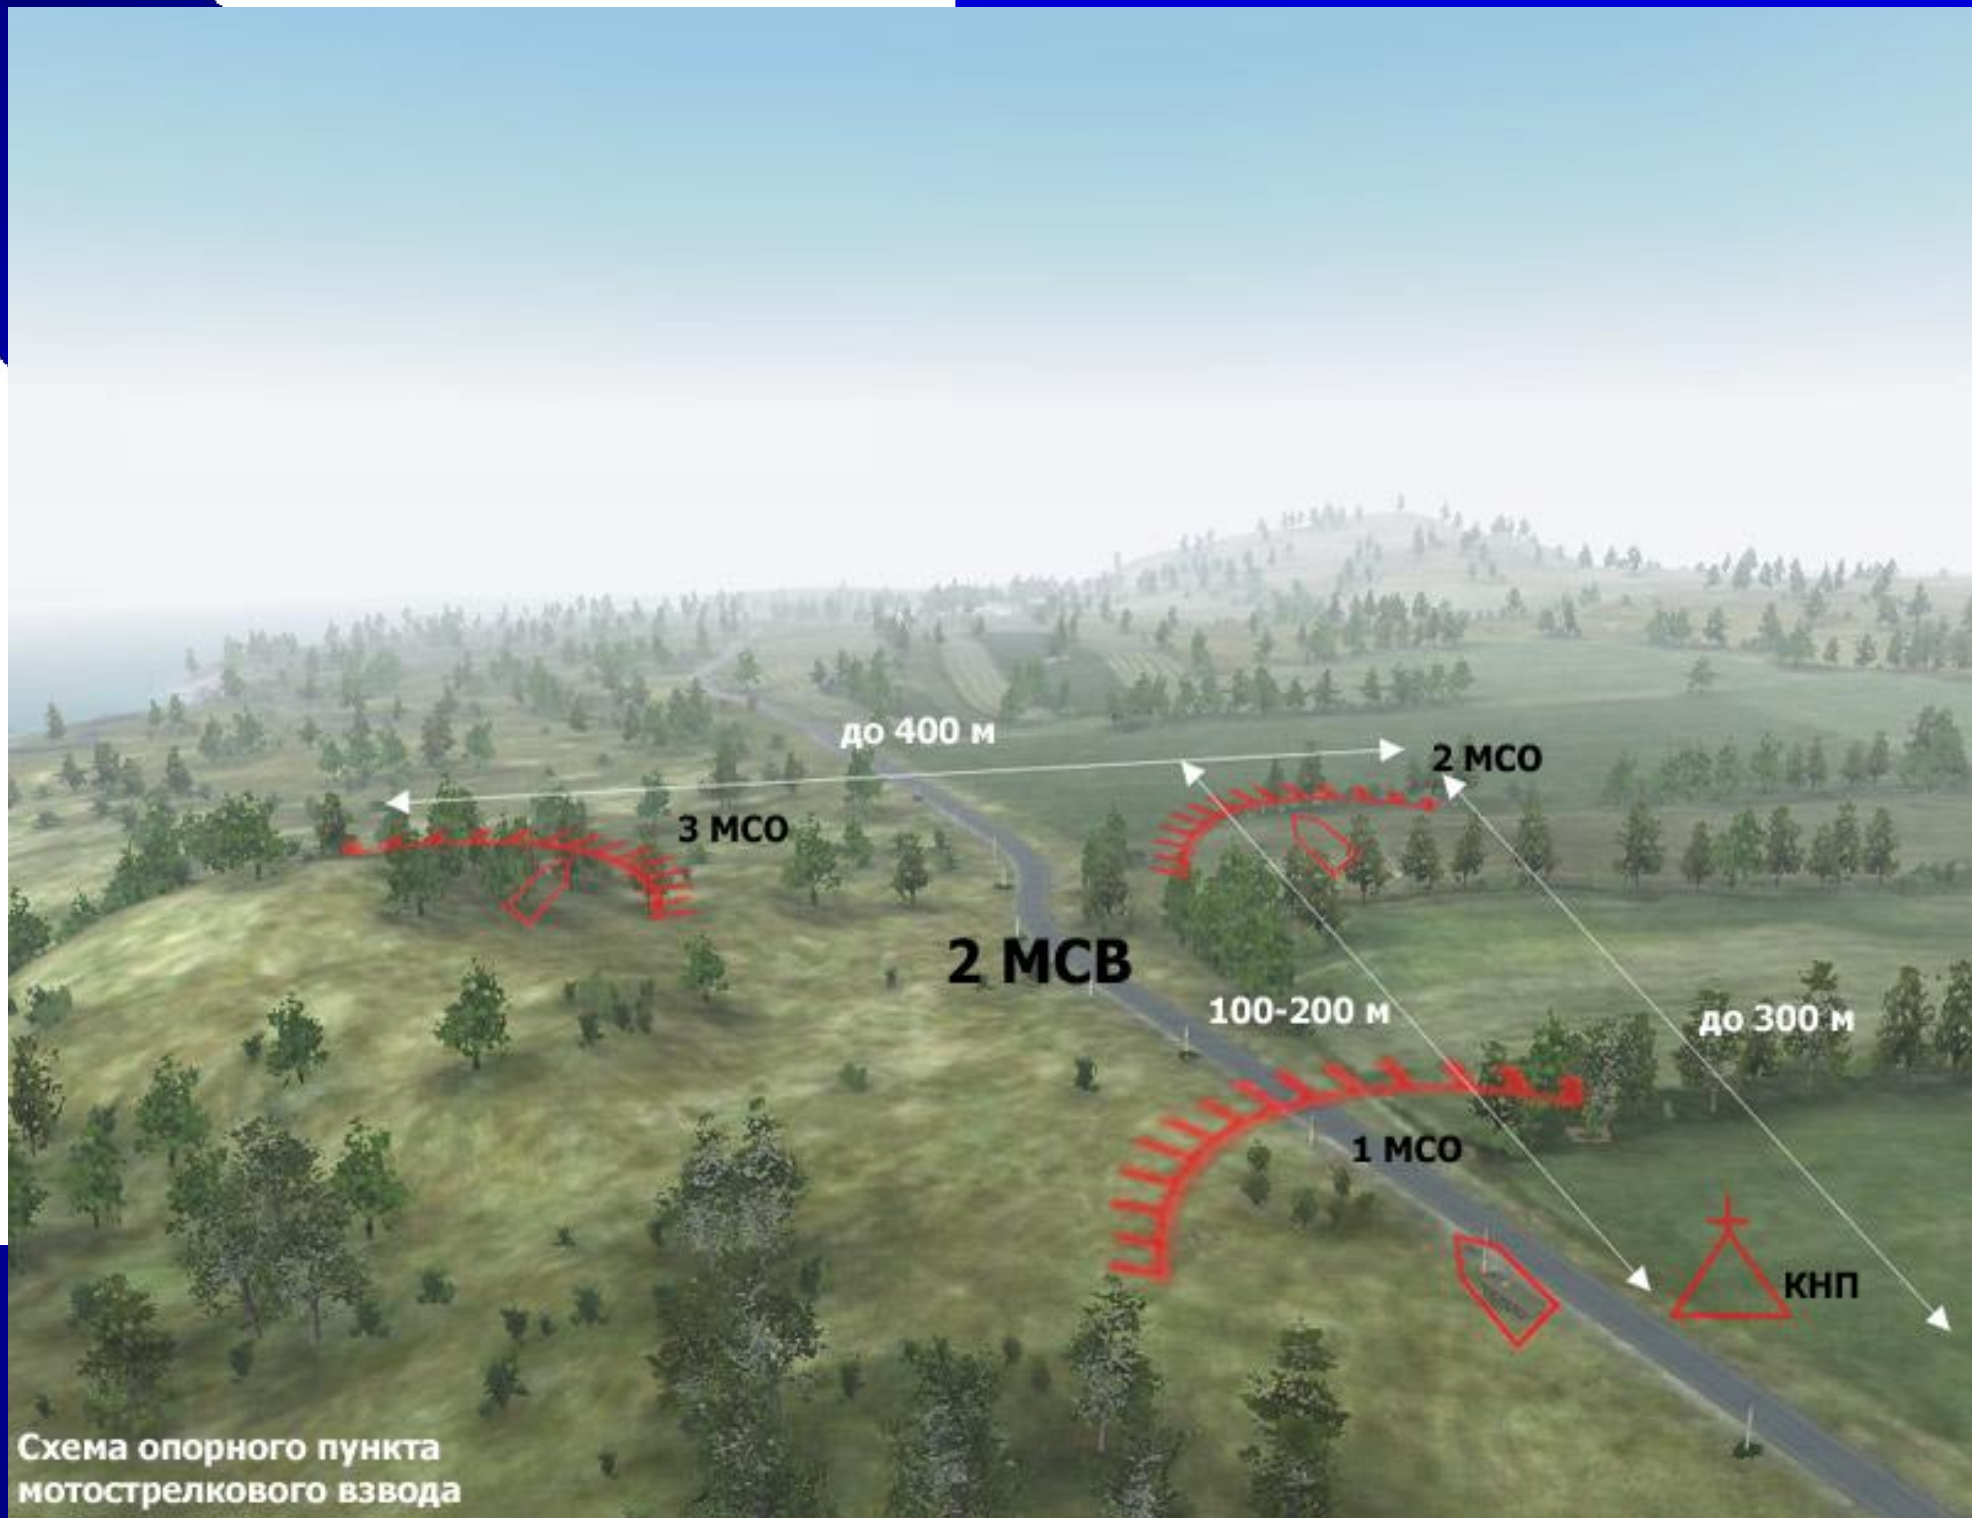 до 400 м
2 МСО
3 МСО
2 МСВ
100-200 м
до 300 м
1 МСО
КНП
Схема опорного пункта
мотострелкового взвода